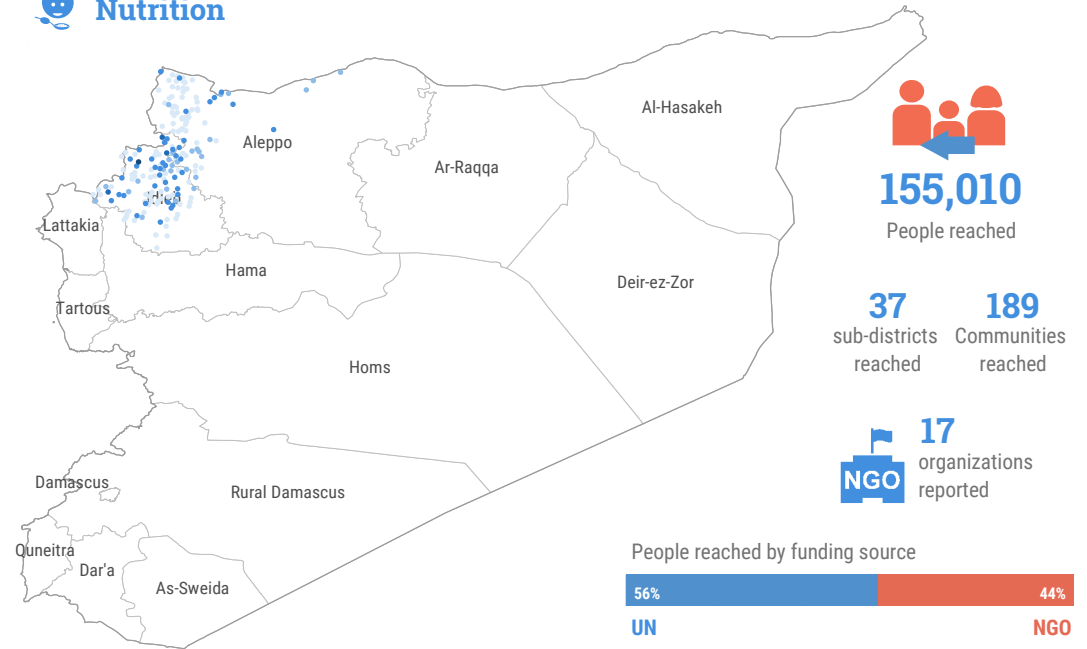 Nutrition
Al-Hasakeh
Aleppo
Ar-Raqqa
Lattakia
Hama
Deir-ez-Zor
Tartous
Homs
Damascus
Rural Damascus
Quneitra
Dar'a
As-Sweida
155,010
People reached
37
sub-districts
reached
189
Communities
reached
NGO
17
organizations
reported
People reached by funding source
56%
44%
UN
NGO